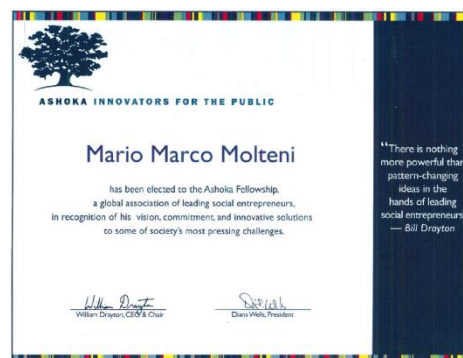 ASHOKA INNOVATORS FOR THE PUBLIC
Mario Marco Molteni
has been elected to the Ashoka Fellowship,
a global association of leading social entrepreneurs,
in recognition of his vision, commitment, and innovative solutions
to some of society's most pressing challenges.
William Drayton
William Drayton, CEO & Chair
Diana Wells, President
“There is nothing
more powerful than
pattern-changing
ideas in the
hands of leading
social entrepreneurs
— Bill Drayton